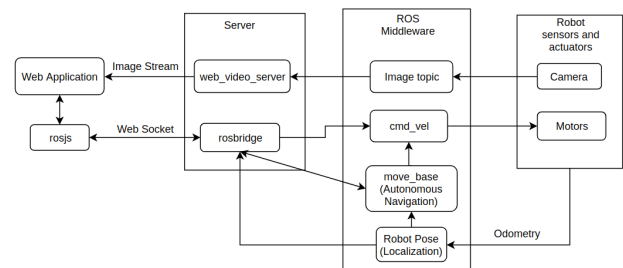 Server
ROS
Middleware
Robot
sensors and
actuators
Image Stream
Web Application
web_video_server
Image topic
Camera
Web Socket
rosjs
rosbridge
cmd_vel
Motors
move_base
(Autonomous
Navigation)
Robot Pose
(Localization)
Odometry